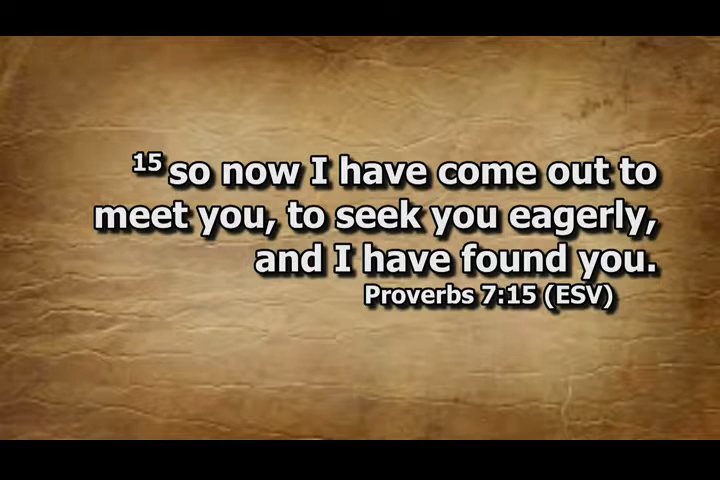 15 so now I have come out to
meet you, to seek you eagerly,
and I have found you.
Proverbs 7:15 (ESV)